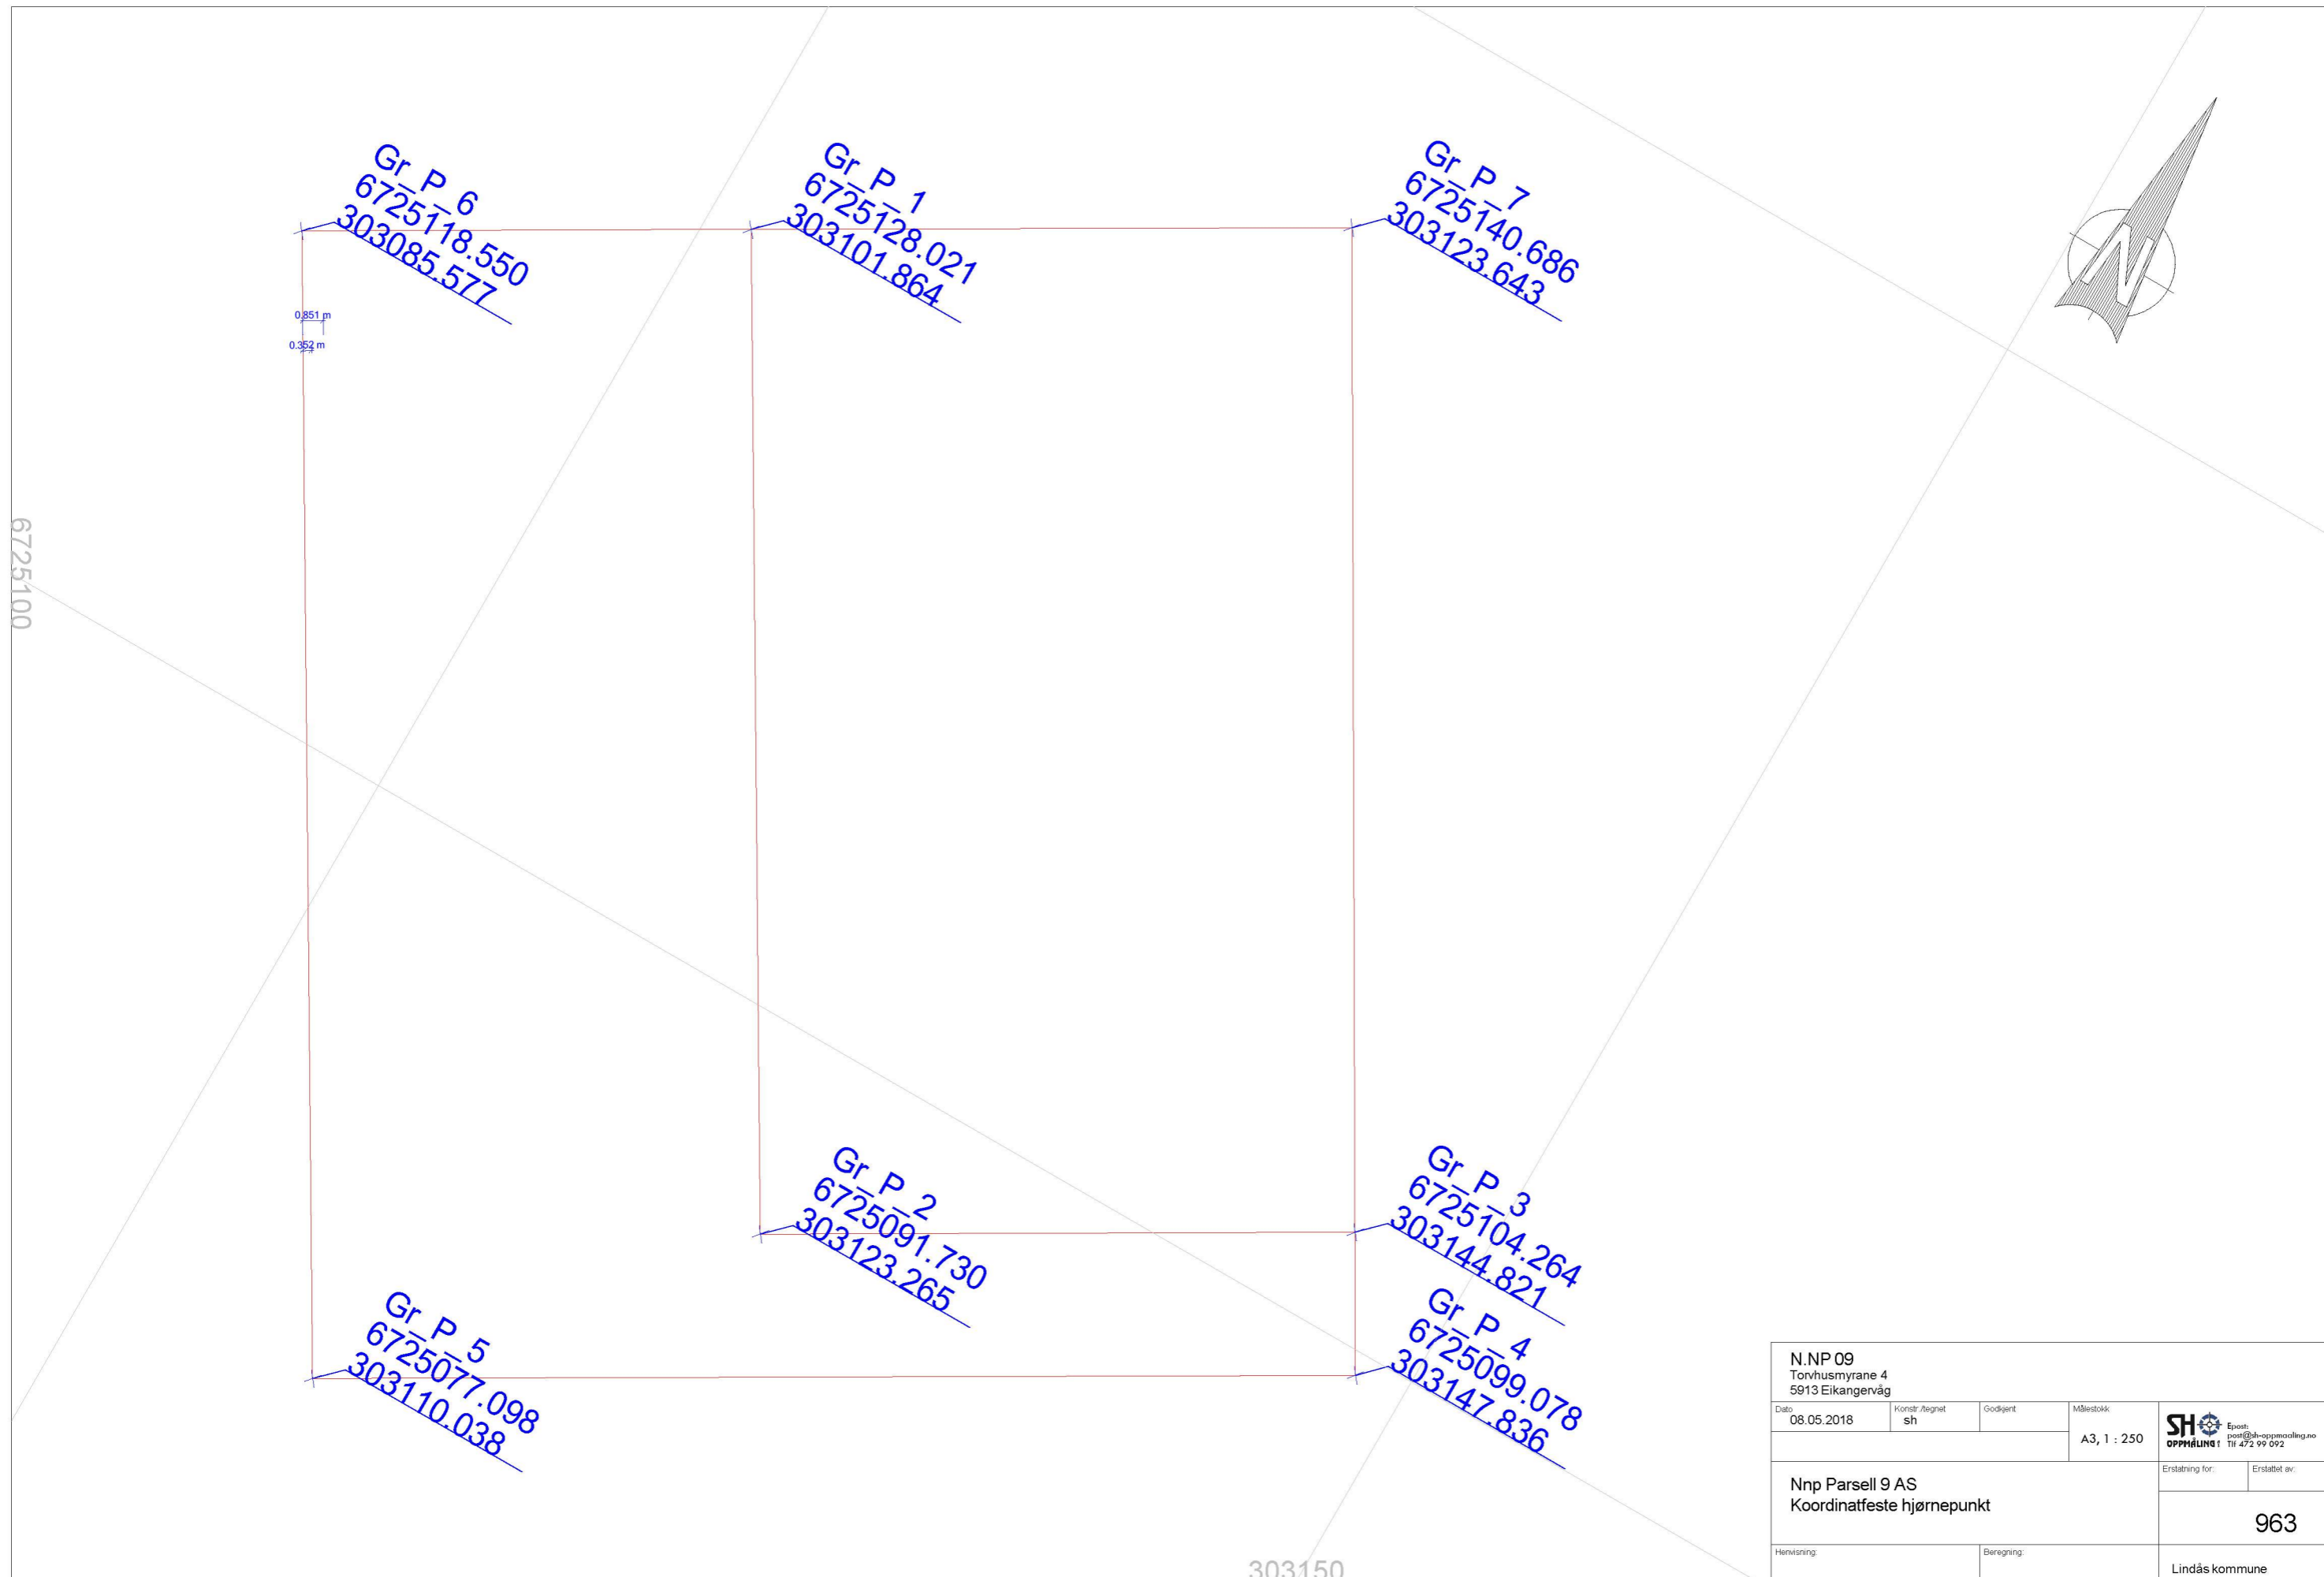 Gr_P_6
6725118.550
303085.577
Gr_P_1
6725128.021
303101.864
Gr_P_7
6725140.686
303123.643
N
0.851 m
0.352 m
6725100
Gr_P_2
6725091.730
303123.265
Gr_P_3
6725104.264
303144.821
Gr_P_5
6725077.098
303110.038
Gr_P_4
6725099.078
303147.836
303150
N.NP 09
Torvhusmyrane 4
5913 Eikangervåg
Dato
08.05.2018
Konstr./tegnet
sh
Godkjent
Målestokk
A3, 1 : 250
SH
OPPMÅLING
Epost:
post@sh-oppmaaling.no
Tlf 472 99 092
Nnp Parsell 9 AS
Koordinatfeste hjørnepunkt
Erstatning for:
Erstattet av:
963
Henvisning:
Beregning:
Lindås kommune